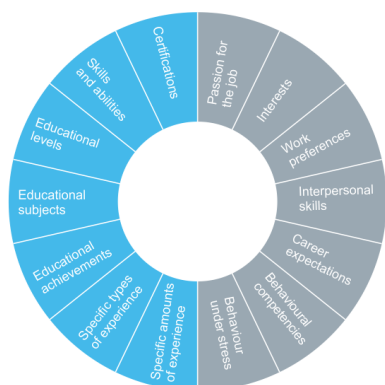 Certifications
Skills
and abilities
Educational
levels
Educational
subjects
Educational
achievements
Specific types
of experience
Specific amounts
of experience
Passion for
the job
Interests
Work
preferences
Interpersonal
skills
Career
expectations
Behavioural
competencies
Behaviour
under stress